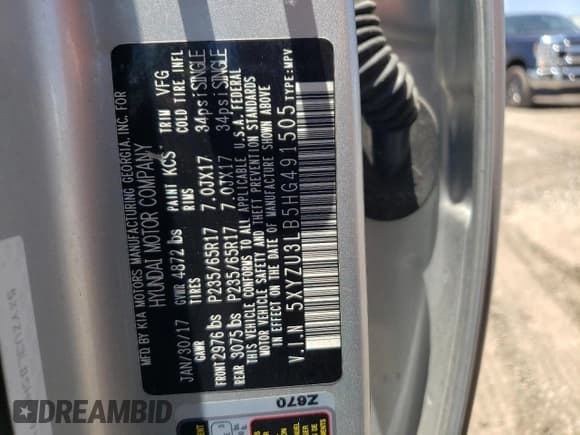 MFD BY KIA MOTORS MANUFACTURING GEORGIA, INC. FOR
HYUNDAI MOTOR COMPANY
JAN/30/17 GVWR 4872 bs PAINT KCS TRIM VFG
GAWR TIRES RIMS COLD TIRE INFL
FRONT 2976 bs P235/65R17 7.0JX17 34psi SINGLE
REAR 3075 bs P235/65R17 7.0JX17 34psi SINGLE
THIS VEHICLE CONFORMS TO ALL APPLICABLE U.S.A. FEDERAL
MOTOR VEHICLE SAFETY AND THEFT PREVENTION STANDARDS
IN EFFECT ON THE DATE OF MANUFACTURE SHOWN ABOVE
V.I.N 5XYZU3LB5HG491505 TYPE:MPV
Z670
DREAMBID